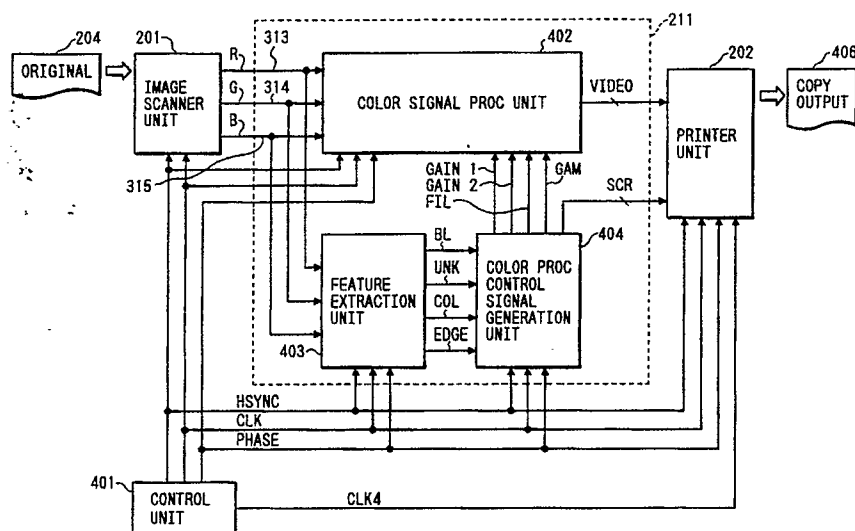 204
ORIGINAL
201
IMAGE
SCANNER
UNIT
R
313
G
314
B
315
402
COLOR SIGNAL PROC UNIT
211
VIDEO
202
PRINTER
UNIT
406
COPY
OUTPUT
GAIN 1
GAIN 2
FIL
GAM
SCR
403
FEATURE
EXTRACTION
UNIT
BL
UNK
COL
EDGE
404
COLOR PROC
CONTROL
SIGNAL
GENERATION
UNIT
HSYNC
CLK
PHASE
401
CONTROL
UNIT
CLK4